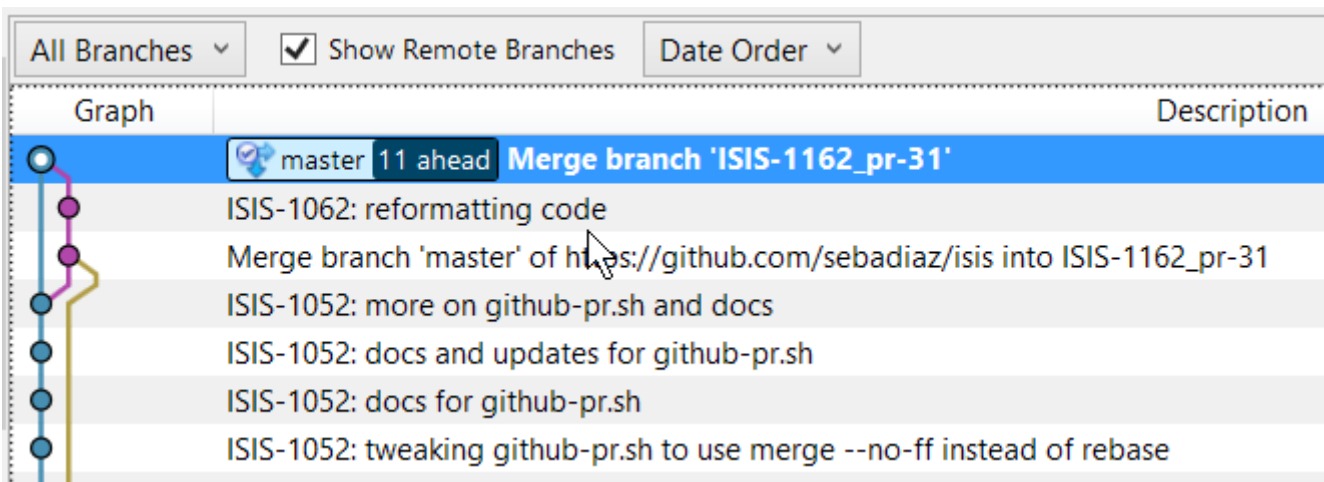 All Branches Show Remote Branches Date Order
Graph Description
master 11 ahead Merge branch 'ISIS-1162_pr-31'
ISIS-1062: reformatting code
Merge branch 'master' of https://github.com/sebadiaz/isis into ISIS-1162_pr-31
ISIS-1052: more on github-pr.sh and docs
ISIS-1052: docs and updates for github-pr.sh
ISIS-1052: docs for github-pr.sh
ISIS-1052: tweaking github-pr.sh to use merge --no-ff instead of rebase